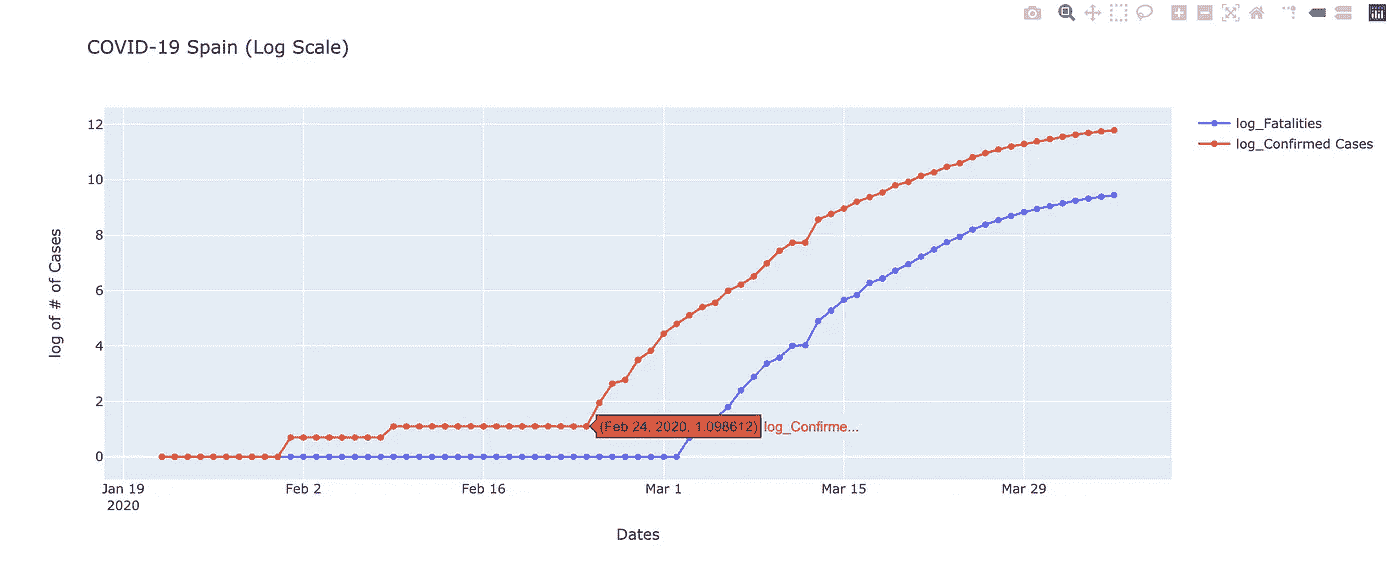 COVID-19 Spain (Log Scale)
log_Fatalities
log_Confirmed Cases
12
10
8
6
4
2
0
log of # of Cases
(Feb 24, 2020, 1.098612) log_Confirme...
Jan 19 Feb 2 Feb 16 Mar 1 Mar 15 Mar 29
2020
Dates